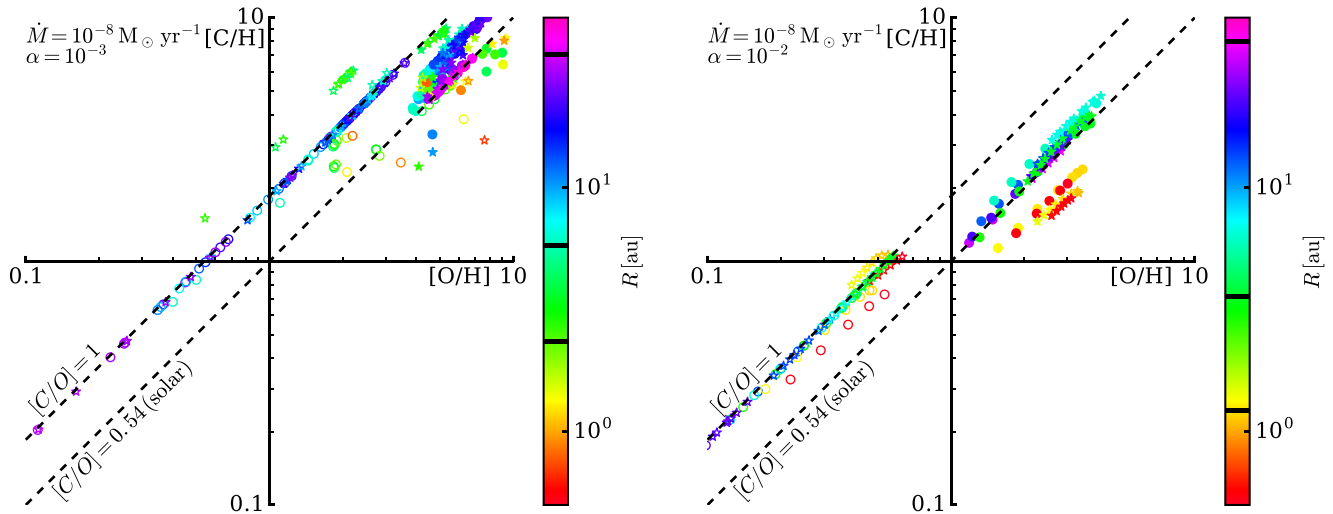 Ṁ = 10⁻⁸ M⊙ yr⁻¹ [C/H]
α = 10⁻³
10
0.1
[O/H]
10
[C/O] = 1
[C/O] = 0.54 (solar)
0.1
10¹
10⁰
R [au]
Ṁ = 10⁻⁸ M⊙ yr⁻¹ [C/H]
α = 10⁻²
10
0.1
[O/H]
10
[C/O] = 1
[C/O] = 0.54 (solar)
0.1
10¹
10⁰
R [au]